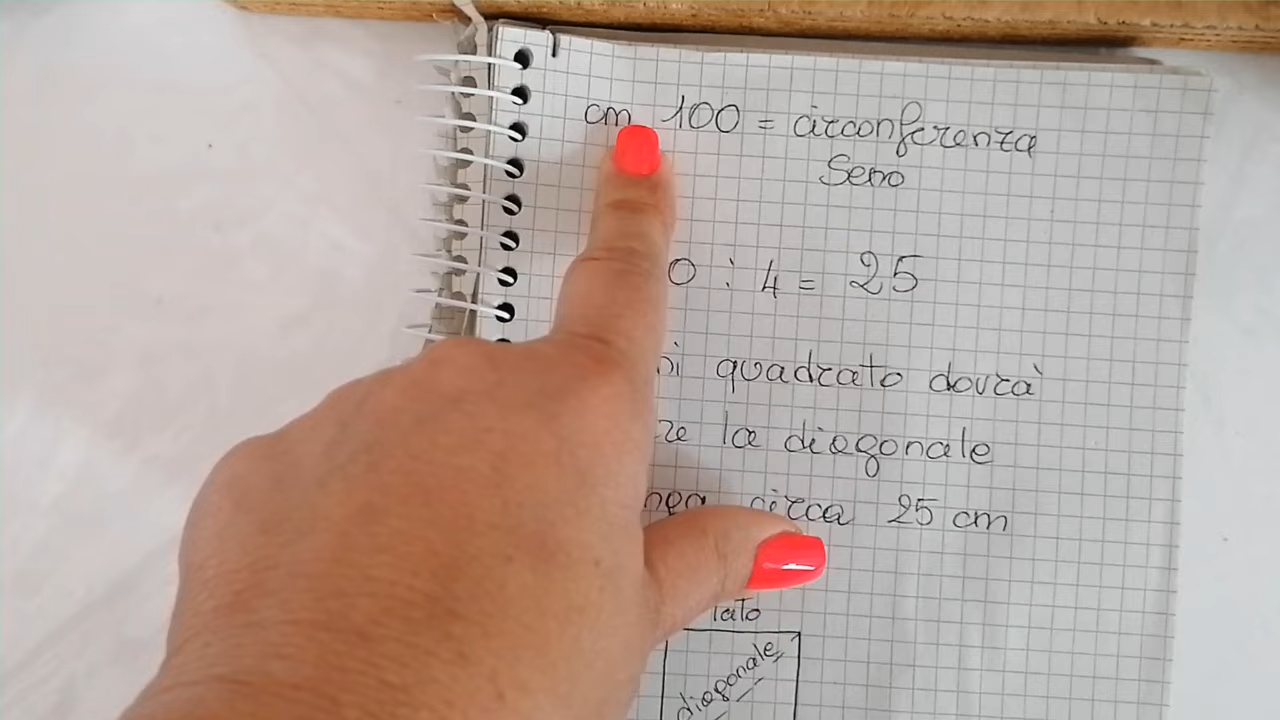 cm 100 = circonferenza
Seno
0 : 4 = 25
quadrato dovrà
la diagonale
circa 25 cm
lato
diagonale